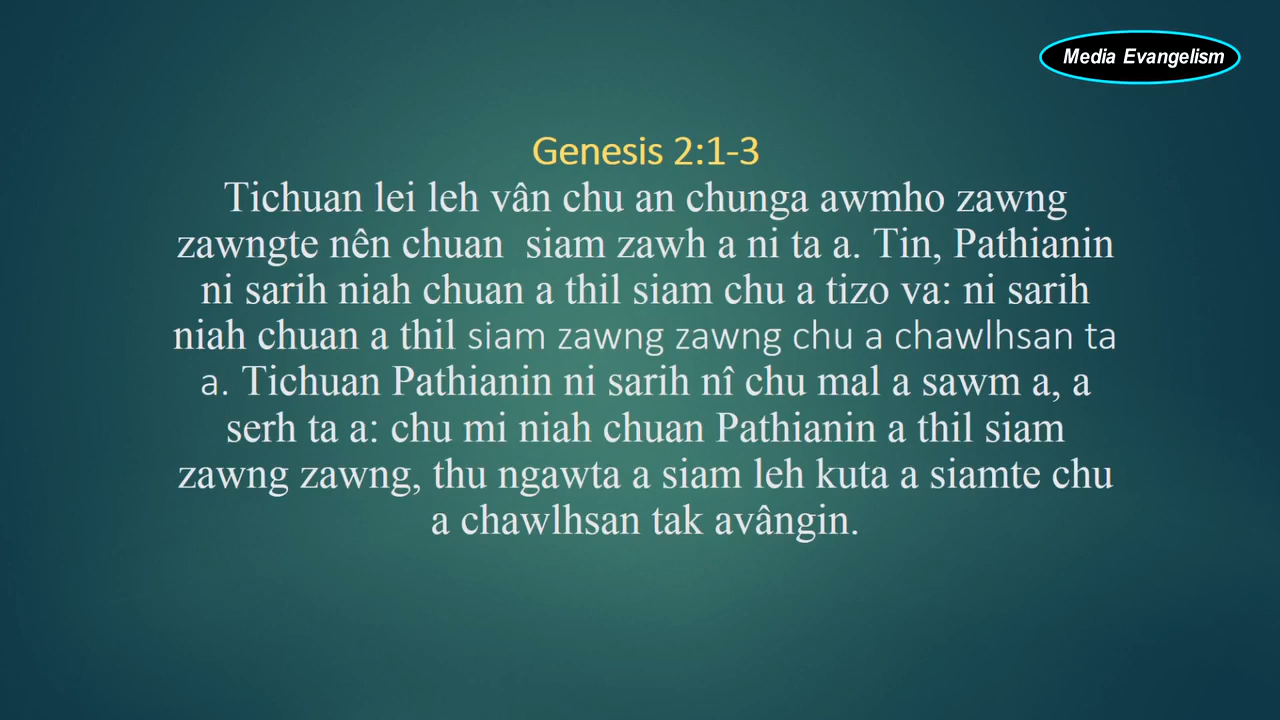 Media Evangelism
Genesis 2:1-3
Tichuan lei leh vân chu an chunga awmho zawng
zawngte nên chuan  siam zawh a ni ta a. Tin, Pathianin
ni sarih niah chuan a thil siam chu a tizo va: ni sarih
niah chuan a thil siam zawng zawng chu a chawlhsan ta
a. Tichuan Pathianin ni sarih nî chu mal a sawm a, a
serh ta a: chu mi niah chuan Pathianin a thil siam
zawng zawng, thu ngawta a siam leh kuta a siamte chu
a chawlhsan tak avângin.